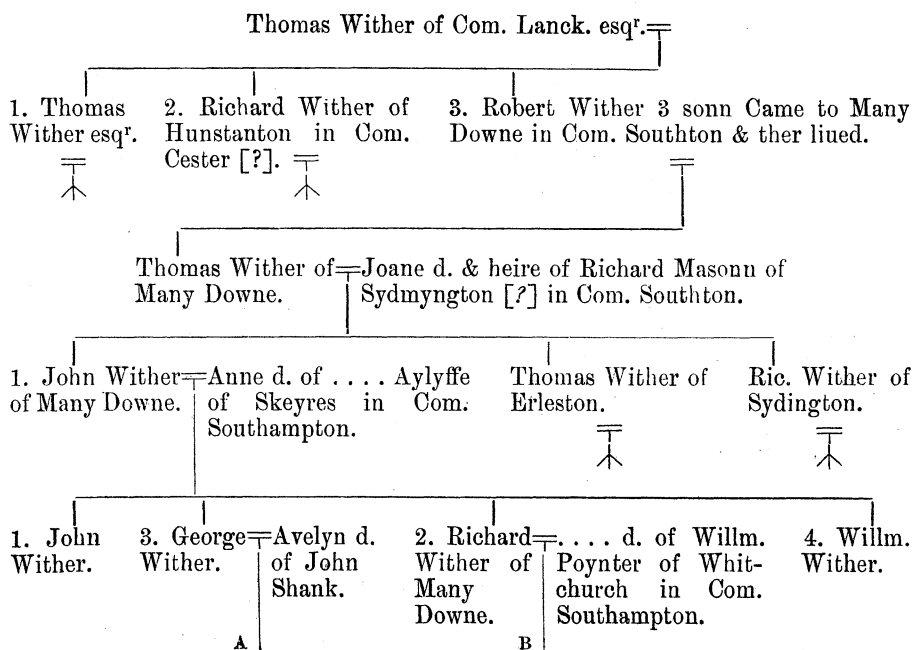 Thomas Wither of Com. Lanck. esqʳ.
1. Thomas
Wither esqʳ.
2. Richard Wither of
Hunstanton in Com.
Cester [?].
3. Robert Wither 3 sonn Came to Many
Downe in Com. Southton & ther liued.
Thomas Wither of
Many Downe.
Joane d. & heire of Richard Masonn of
Sydmyngton [?] in Com. Southton.
1. John Wither
of Many Downe.
Anne d. of .... Aylyffe
of Skeyres in Com.
Southampton.
Thomas Wither of
Erleston.
Ric. Wither of
Sydington.
1. John
Wither.
3. George
Wither.
Avelyn d.
of John
Shank.
2. Richard
Wither of
Many
Downe.
.... d. of Willm.
Poynter of Whit-
church in Com.
Southampton.
4. Willm.
Wither.
A
B